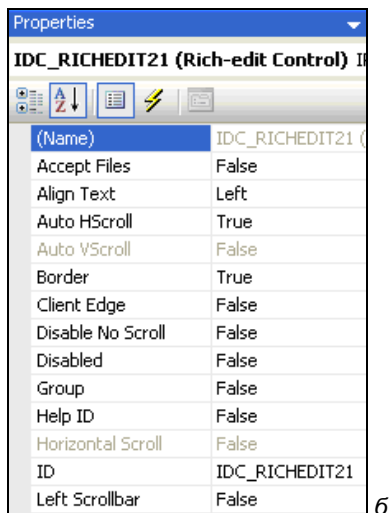 Properties
IDC_RICHEDIT21 (Rich-edit Control)
(Name) IDC_RICHEDIT21 (
Accept Files False
Align Text Left
Auto HScroll True
Auto VScroll False
Border True
Client Edge False
Disable No Scroll False
Disabled False
Group False
Help ID False
Horizontal Scroll False
ID IDC_RICHEDIT21
Left Scrollbar False
б